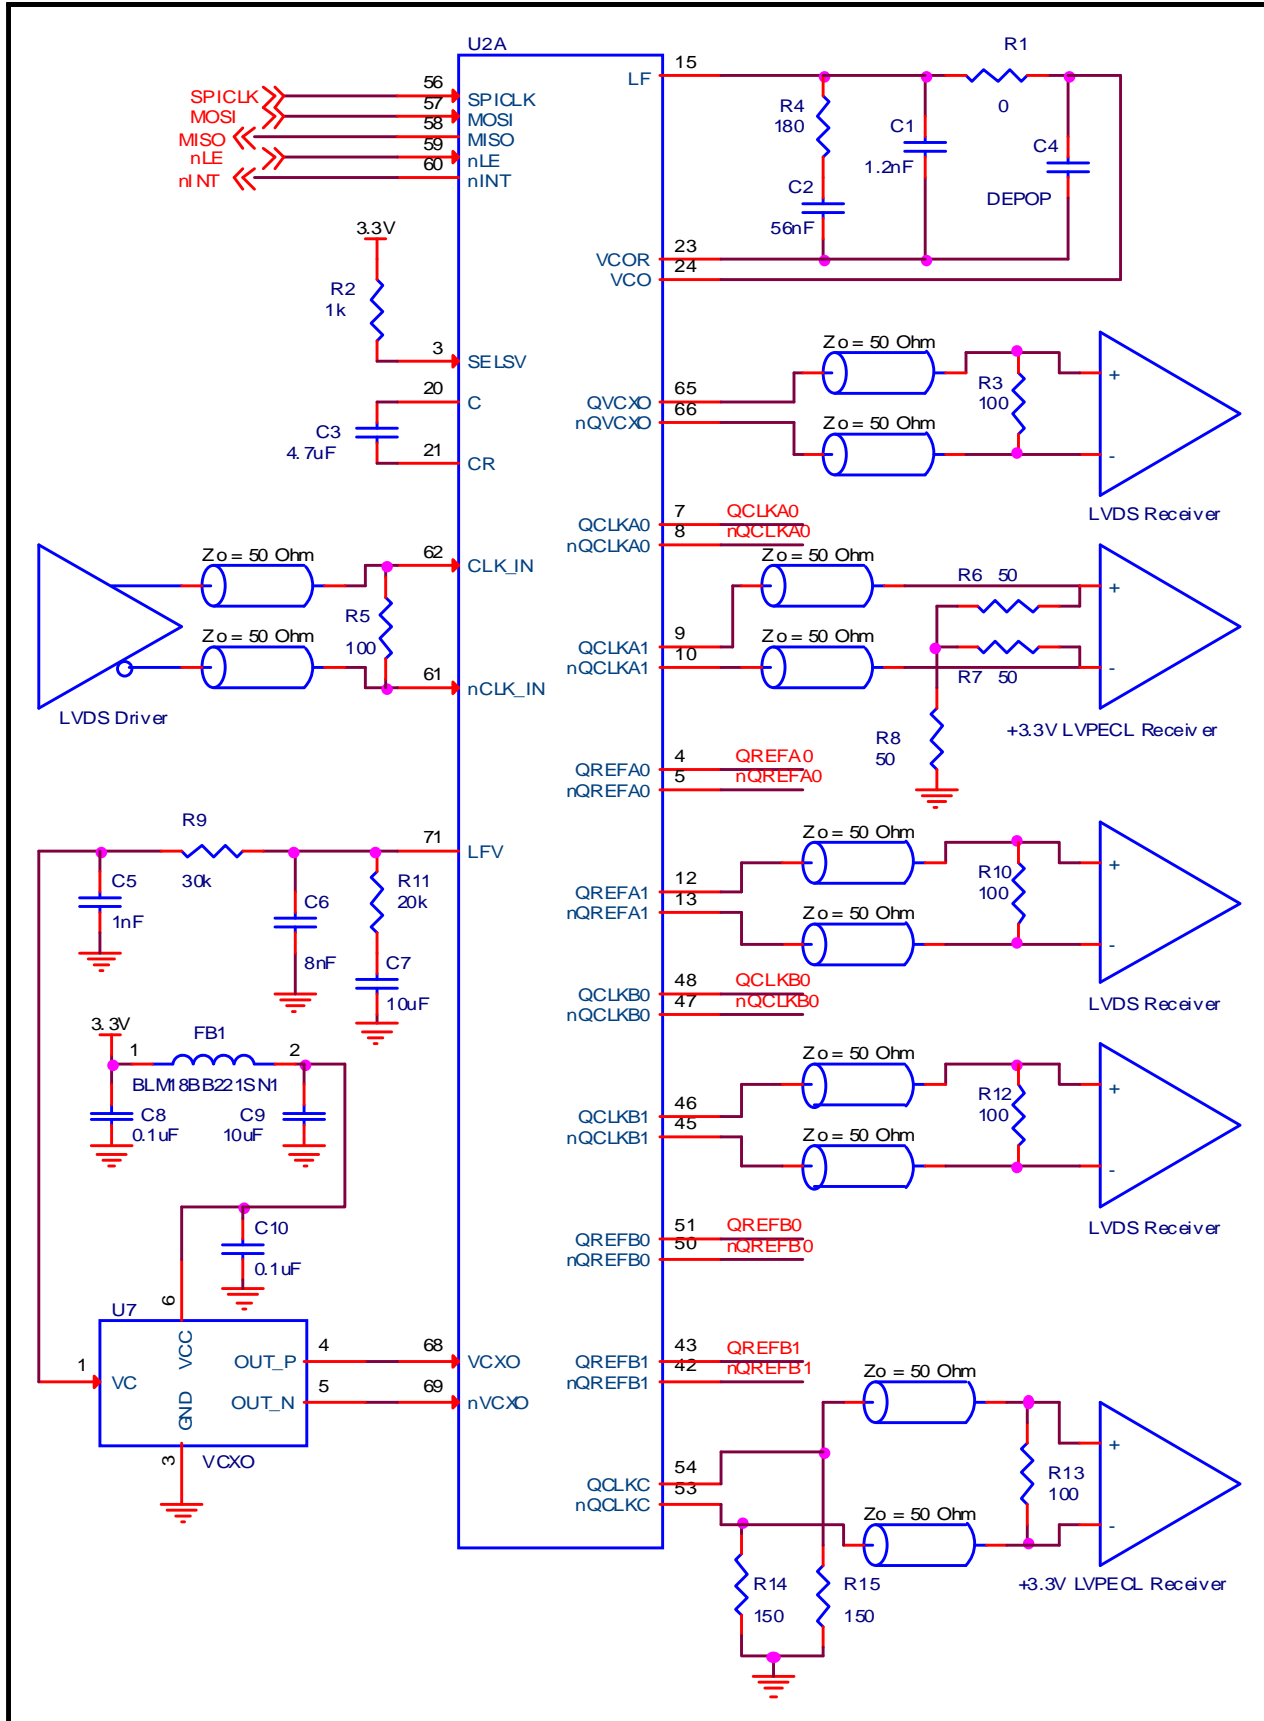 U2A
SPICLK
MOSI
MISO
nLE
nINT
56
57
58
59
60
SPICLK
MOSI
MISO
nLE
nINT
3.3V
R2
1k
3
SELSV
20
C
C3
4.7uF
21
CR
Zo = 50 Ohm
62
CLK_IN
R5
100
Zo = 50 Ohm
61
nCLK_IN
LVDS Driver
R9
30k
71
LFV
C5
1nF
C6
8nF
R11
20k
C7
10uF
3.3V
FB1
1
2
BLM18BB221SN1
C8
0.1uF
C9
10uF
C10
0.1uF
U7
6
VCC
1
VC
OUT_P
4
68
VCXO
OUT_N
5
69
nVCXO
GND
3
VCXO
LF
15
R1
0
R4
180
C1
1.2nF
C4
DEPOP
C2
56nF
VCOR
23
VCO
24
Zo = 50 Ohm
QVCXO
65
nQVCXO
66
Zo = 50 Ohm
R3
100
+
-
LVDS Receiver
QCLKA0
7
QCLKA0
nQCLKA0
8
nQCLKA0
Zo = 50 Ohm
QCLKA1
9
nQCLKA1
10
Zo = 50 Ohm
R6 50
R7 50
R8
50
+
-
+3.3V LVPECL Receiver
QREFA0
4
QREFA0
nQREFA0
5
nQREFA0
Zo = 50 Ohm
QREFA1
12
nQREFA1
13
Zo = 50 Ohm
R10
100
+
-
LVDS Receiver
QCLKB0
48
QCLKB0
nQCLKB0
47
nQCLKB0
Zo = 50 Ohm
QCLKB1
46
nQCLKB1
45
Zo = 50 Ohm
R12
100
+
-
LVDS Receiver
QREFB0
51
QREFB0
nQREFB0
50
nQREFB0
QREFB1
43
QREFB1
nQREFB1
42
nQREFB1
Zo = 50 Ohm
QCLKC
54
nQCLKC
53
Zo = 50 Ohm
R13
100
+
-
+3.3V LVPECL Receiver
R14
150
R15
150